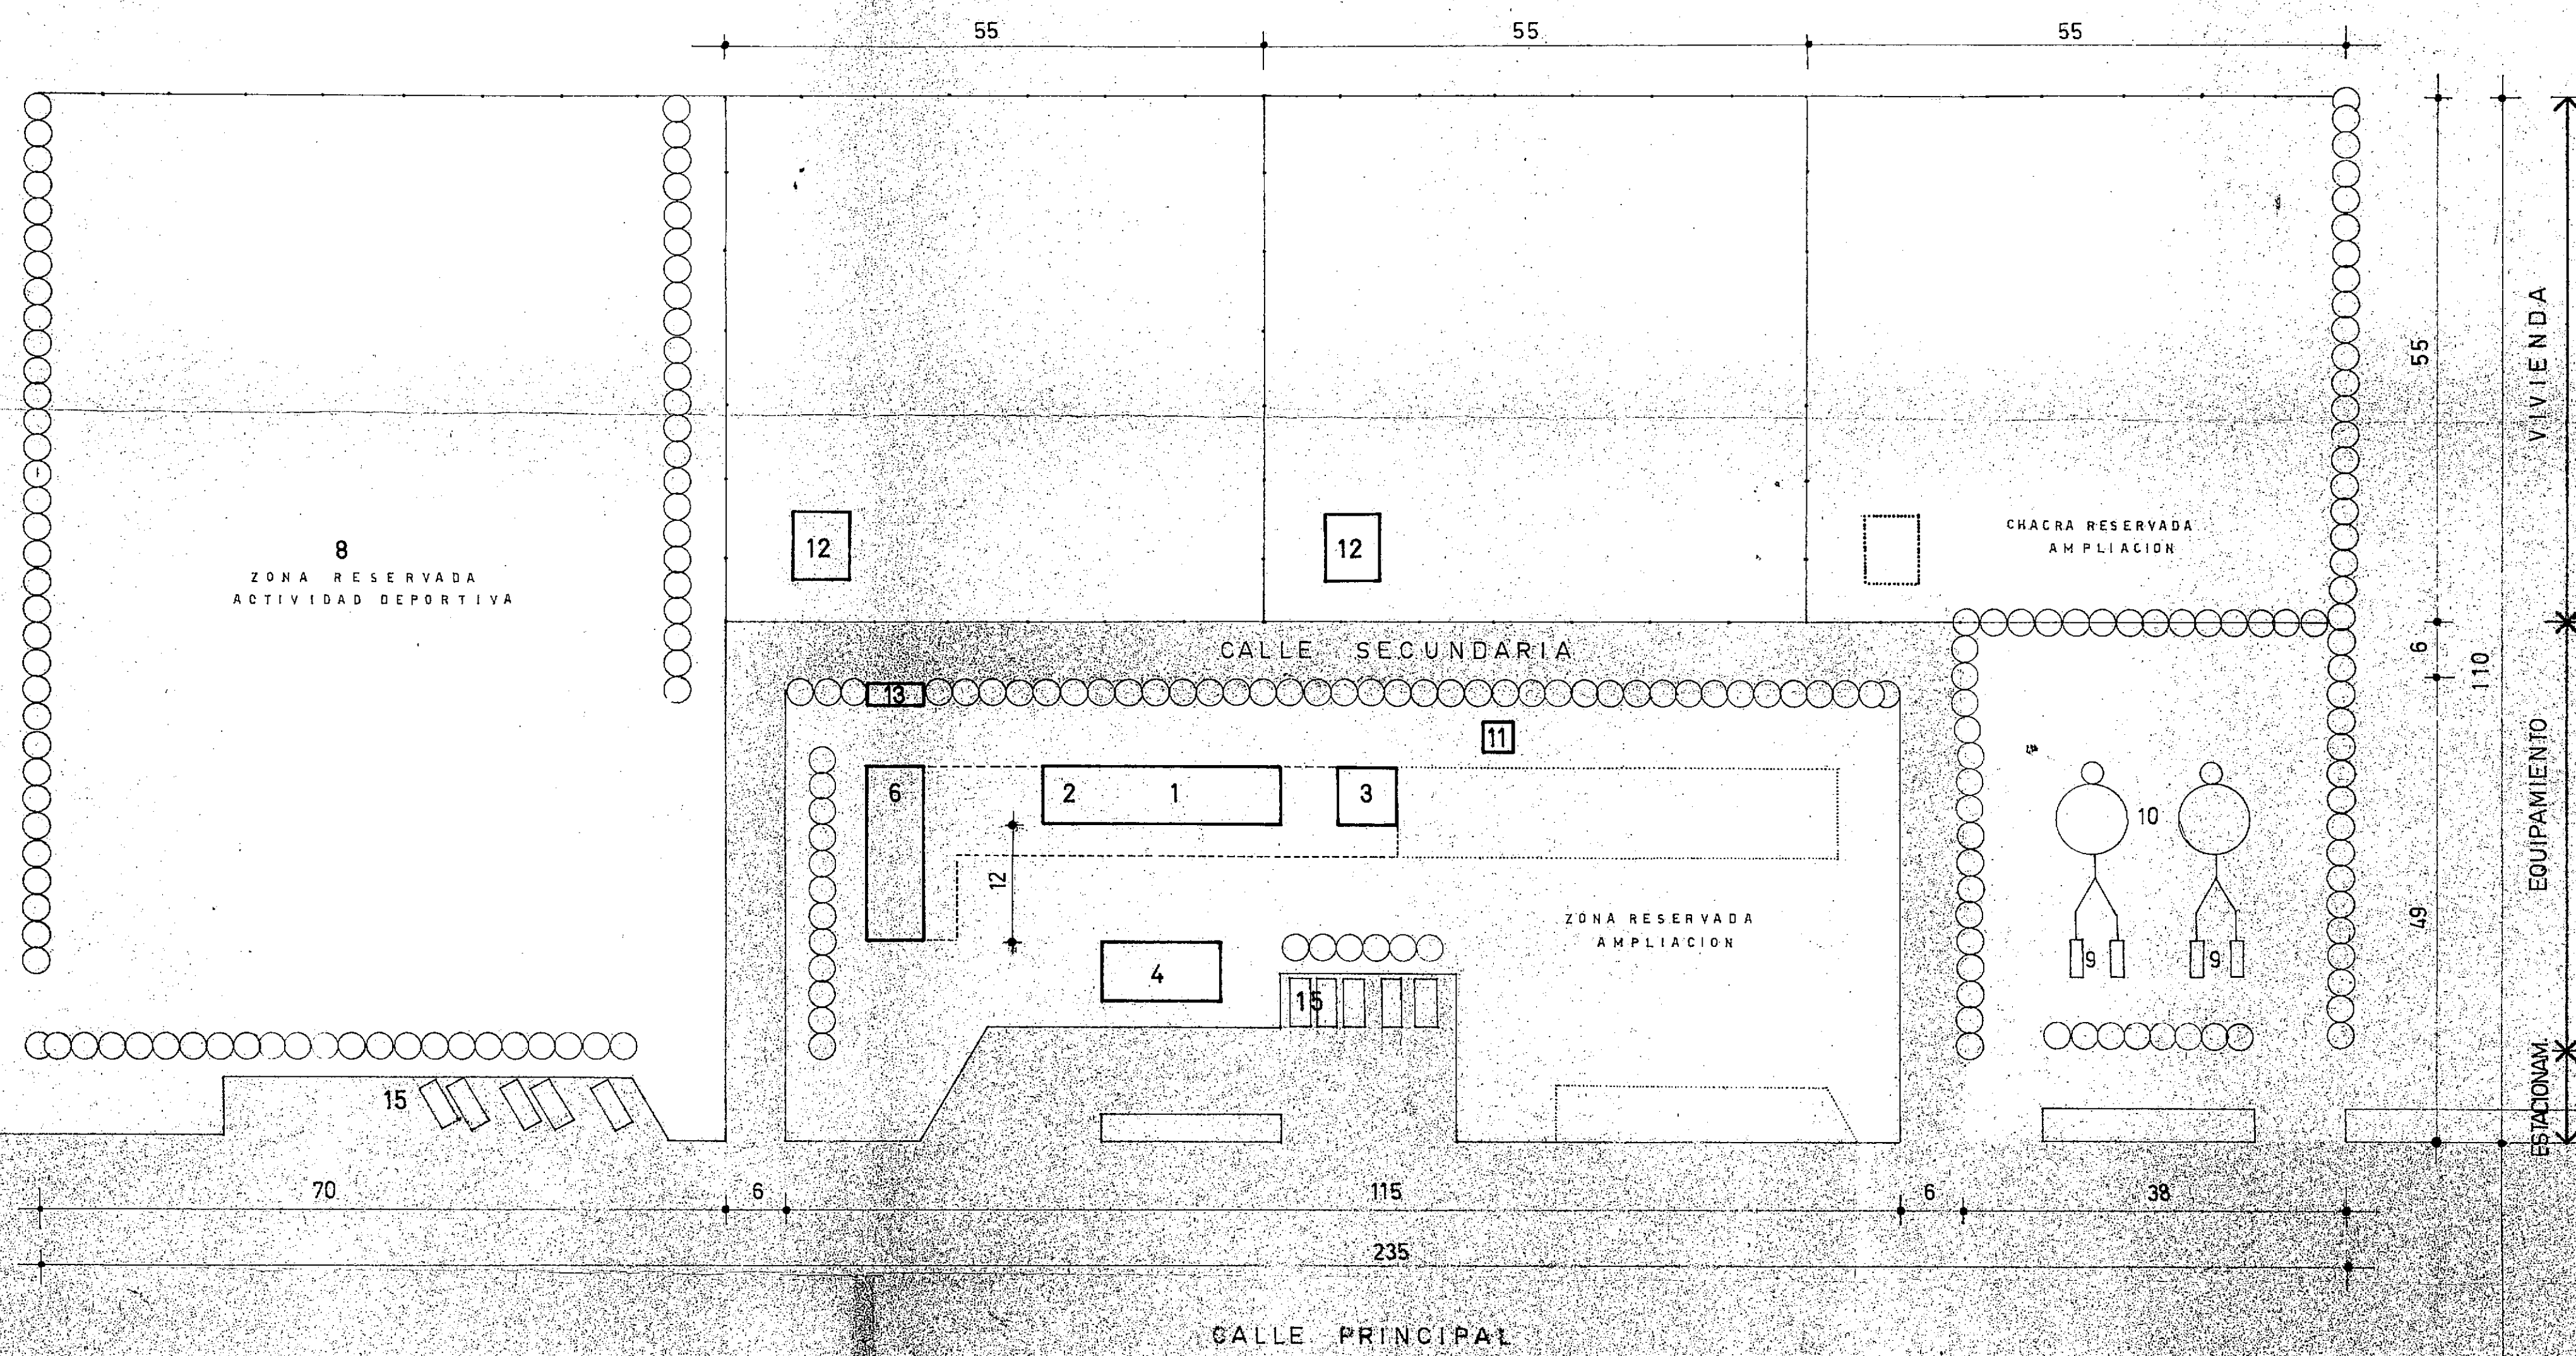 55 55 55
VIVIENDA
55
8
ZONA RESERVADA
ACTIVIDAD DEPORTIVA
12
12
CHACRA RESERVADA
AMPLIACION
CALLE SECUNDARIA
6
110
13
11
6
2 1
3
10
EQUIPAMIENTO
12
ZONA RESERVADA
AMPLIACION
49
4
9 9
15
15
ESTACIONAM.
70 6 115 6 38
235
CALLE PRINCIPAL